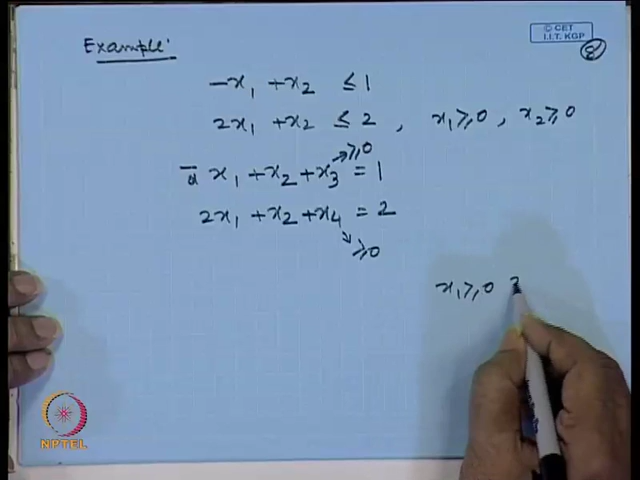 © CET
I.I.T. KGP
8
Example:
-x₁ + x₂ ≤ 1
2x₁ + x₂ ≤ 2 , x₁ ≥ 0 , x₂ ≥ 0
≥ 0
- x₁ + x₂ + x₃ = 1
2x₁ + x₂ + x₄ = 2
≥ 0
x₁ ≥ 0
NPTEL